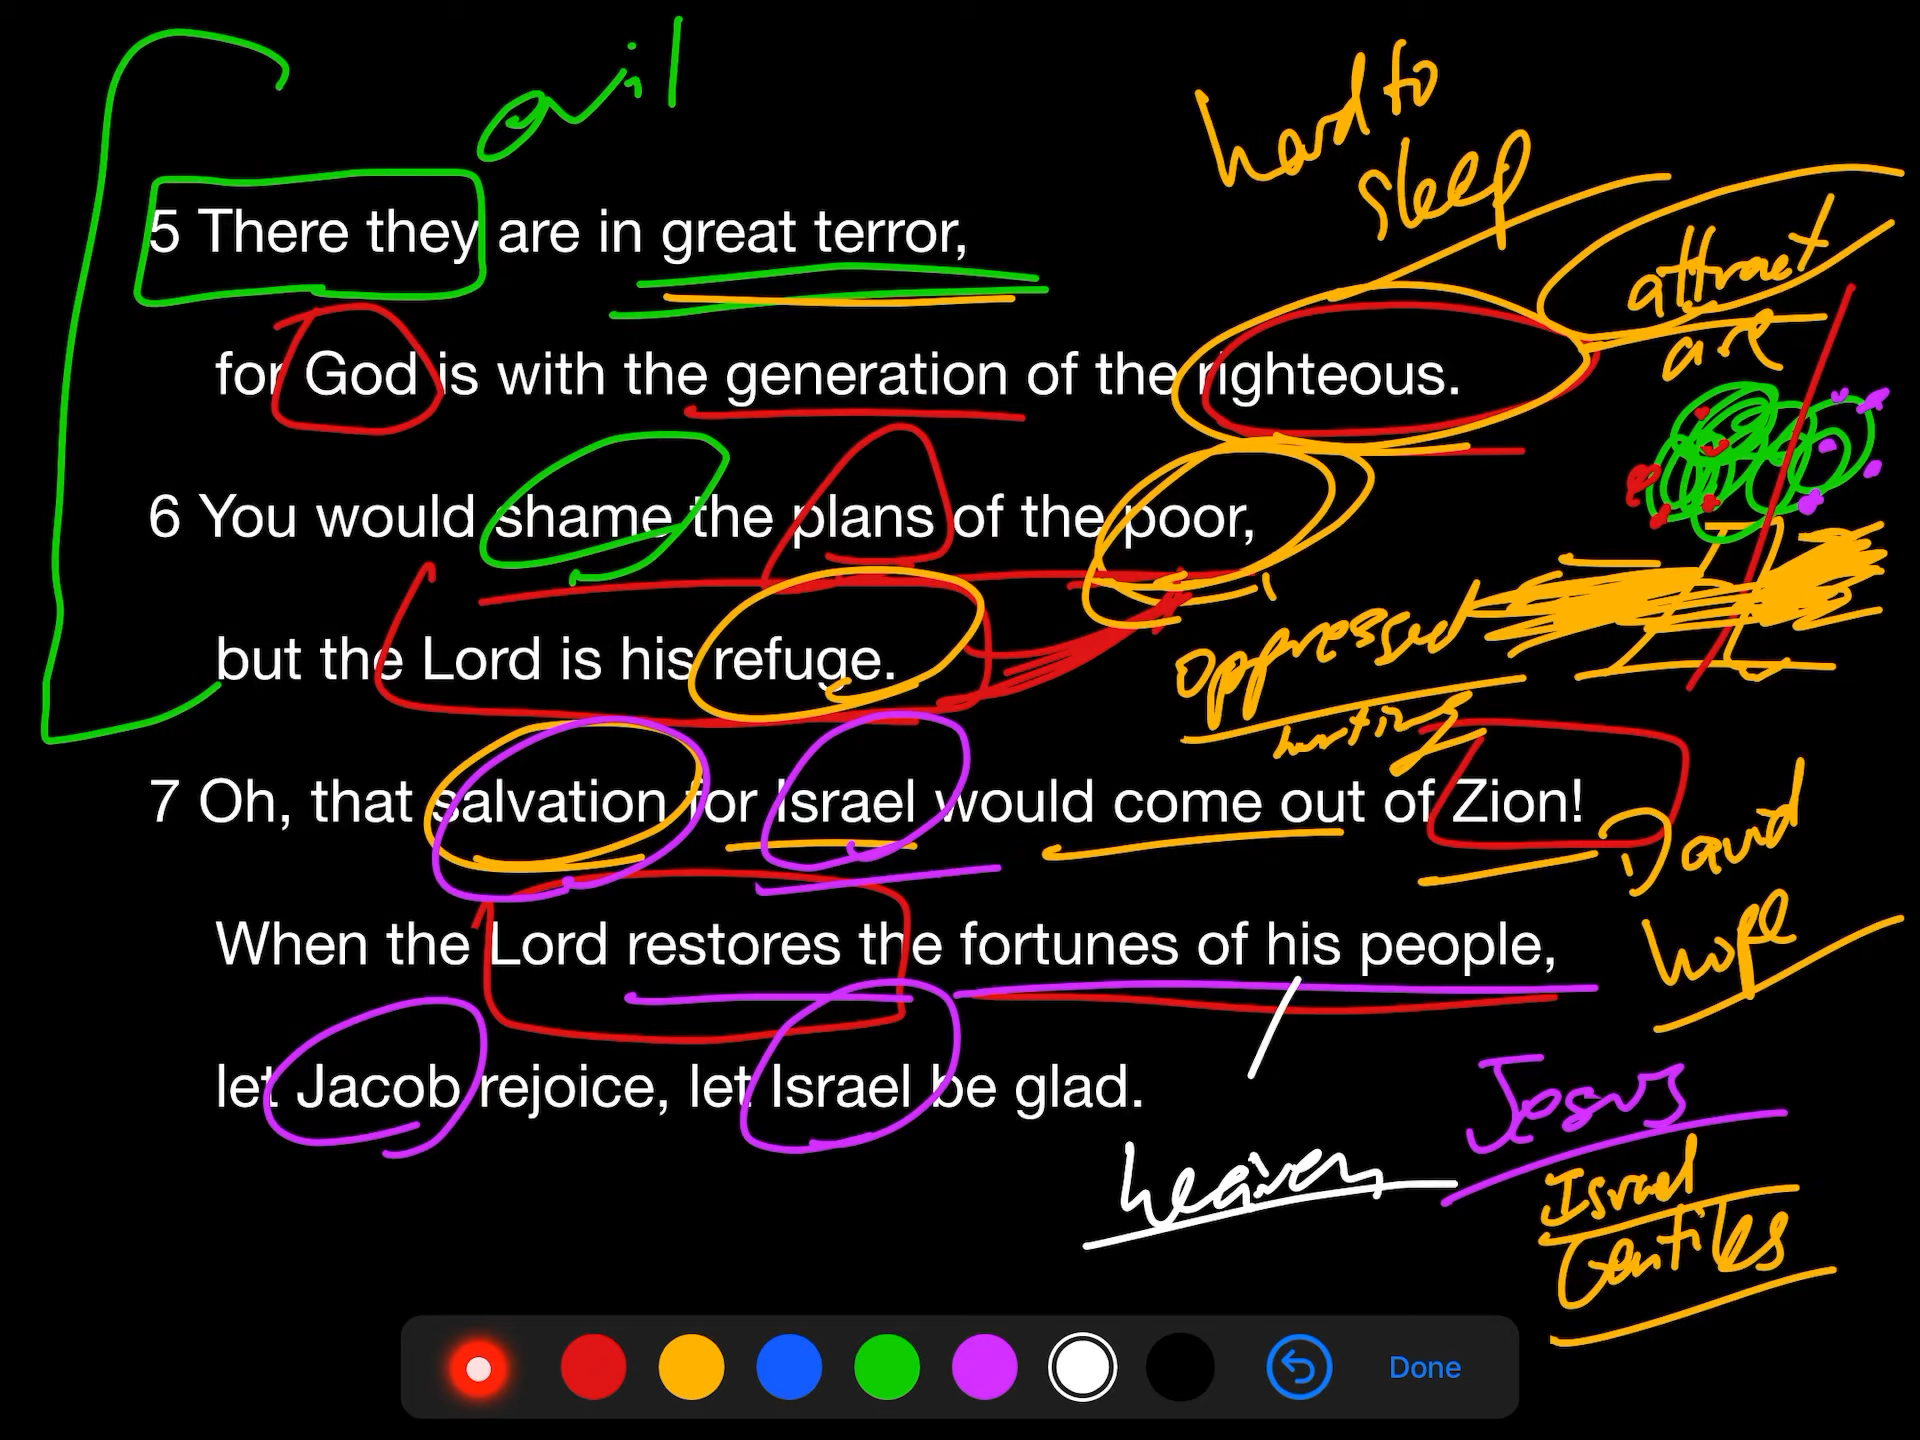 evil
hard to
sleep
5 There they are in great terror,
attract
for God is with the generation of the righteous.
6 You would shame the plans of the poor,
but the Lord is his refuge.
oppressed
hurting
7 Oh, that salvation for Israel would come out of Zion!
David
hope
When the Lord restores the fortunes of his people,
let Jacob rejoice, let Israel be glad.
Jesus
heaven
Israel
Gentiles
Done